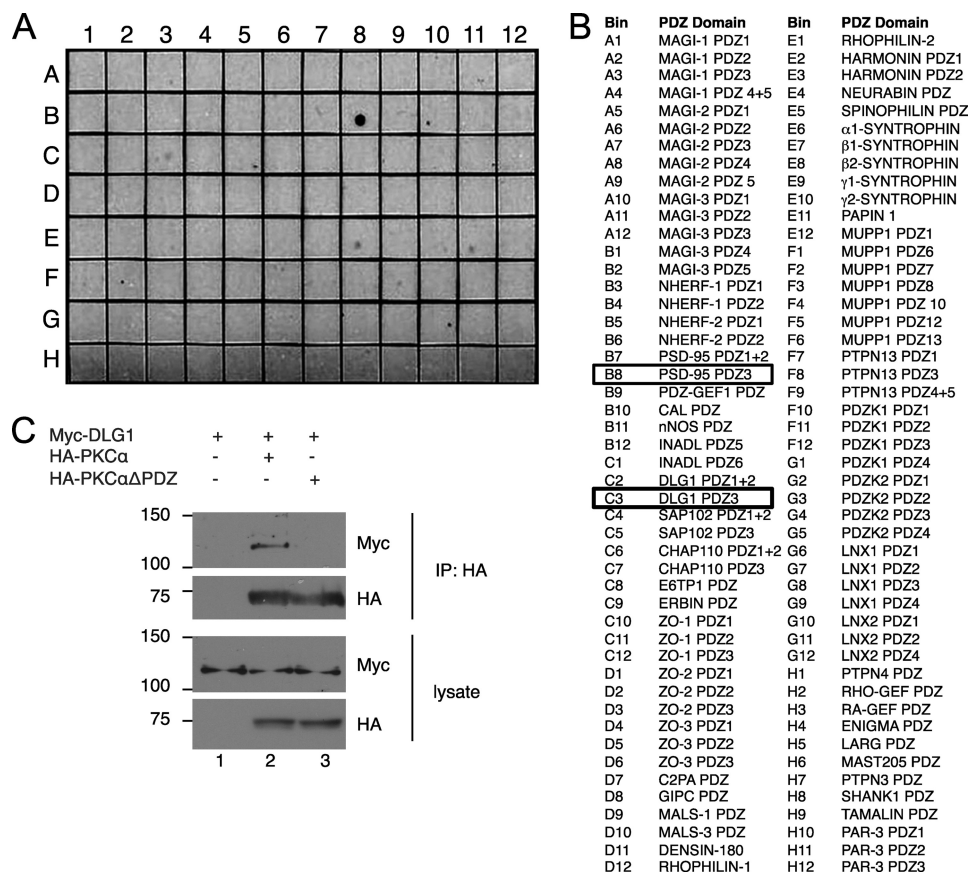 A
1 2 3 4 5 6 7 8 9 10 11 12
A
B
C
D
E
F
G
H
B
Bin PDZ Domain Bin PDZ Domain
A1 MAGI-1 PDZ1 E1 RHOPHILIN-2
A2 MAGI-1 PDZ2 E2 HARMONIN PDZ1
A3 MAGI-1 PDZ3 E3 HARMONIN PDZ2
A4 MAGI-1 PDZ 4+5 E4 NEURABIN PDZ
A5 MAGI-2 PDZ1 E5 SPINOPHILIN PDZ
A6 MAGI-2 PDZ2 E6 α1-SYNTROPHIN
A7 MAGI-2 PDZ3 E7 β1-SYNTROPHIN
A8 MAGI-2 PDZ4 E8 β2-SYNTROPHIN
A9 MAGI-2 PDZ 5 E9 γ1-SYNTROPHIN
A10 MAGI-3 PDZ1 E10 γ2-SYNTROPHIN
A11 MAGI-3 PDZ2 E11 PAPIN 1
A12 MAGI-3 PDZ3 E12 MUPP1 PDZ1
B1 MAGI-3 PDZ4 F1 MUPP1 PDZ6
B2 MAGI-3 PDZ5 F2 MUPP1 PDZ7
B3 NHERF-1 PDZ1 F3 MUPP1 PDZ8
B4 NHERF-1 PDZ2 F4 MUPP1 PDZ 10
B5 NHERF-2 PDZ1 F5 MUPP1 PDZ12
B6 NHERF-2 PDZ2 F6 MUPP1 PDZ13
B7 PSD-95 PDZ1+2 F7 PTPN13 PDZ1
B8 PSD-95 PDZ3 F8 PTPN13 PDZ3
B9 PDZ-GEF1 PDZ F9 PTPN13 PDZ4+5
B10 CAL PDZ F10 PDZK1 PDZ1
B11 nNOS PDZ F11 PDZK1 PDZ2
B12 INADL PDZ5 F12 PDZK1 PDZ3
C1 INADL PDZ6 G1 PDZK1 PDZ4
C2 DLG1 PDZ1+2 G2 PDZK2 PDZ1
C3 DLG1 PDZ3 G3 PDZK2 PDZ2
C4 SAP102 PDZ1+2 G4 PDZK2 PDZ3
C5 SAP102 PDZ3 G5 PDZK2 PDZ4
C6 CHAP110 PDZ1+2 G6 LNX1 PDZ1
C7 CHAP110 PDZ3 G7 LNX1 PDZ2
C8 E6TP1 PDZ G8 LNX1 PDZ3
C9 ERBIN PDZ G9 LNX1 PDZ4
C10 ZO-1 PDZ1 G10 LNX2 PDZ1
C11 ZO-1 PDZ2 G11 LNX2 PDZ2
C12 ZO-1 PDZ3 G12 LNX2 PDZ4
D1 ZO-2 PDZ1 H1 PTPN4 PDZ
D2 ZO-2 PDZ2 H2 RHO-GEF PDZ
D3 ZO-2 PDZ3 H3 RA-GEF PDZ
D4 ZO-3 PDZ1 H4 ENIGMA PDZ
D5 ZO-3 PDZ2 H5 LARG PDZ
D6 ZO-3 PDZ3 H6 MAST205 PDZ
D7 C2PA PDZ H7 PTPN3 PDZ
D8 GIPC PDZ H8 SHANK1 PDZ
D9 MALS-1 PDZ H9 TAMALIN PDZ
D10 MALS-3 PDZ H10 PAR-3 PDZ1
D11 DENSIN-180 H11 PAR-3 PDZ2
D12 RHOPHILIN-1 H12 PAR-3 PDZ3
C
Myc-DLG1 + + +
HA-PKCα - + -
HA-PKCαΔPDZ - - +
150
Myc
100
IP: HA
75 HA
150
Myc
100
lysate
75 HA
1 2 3